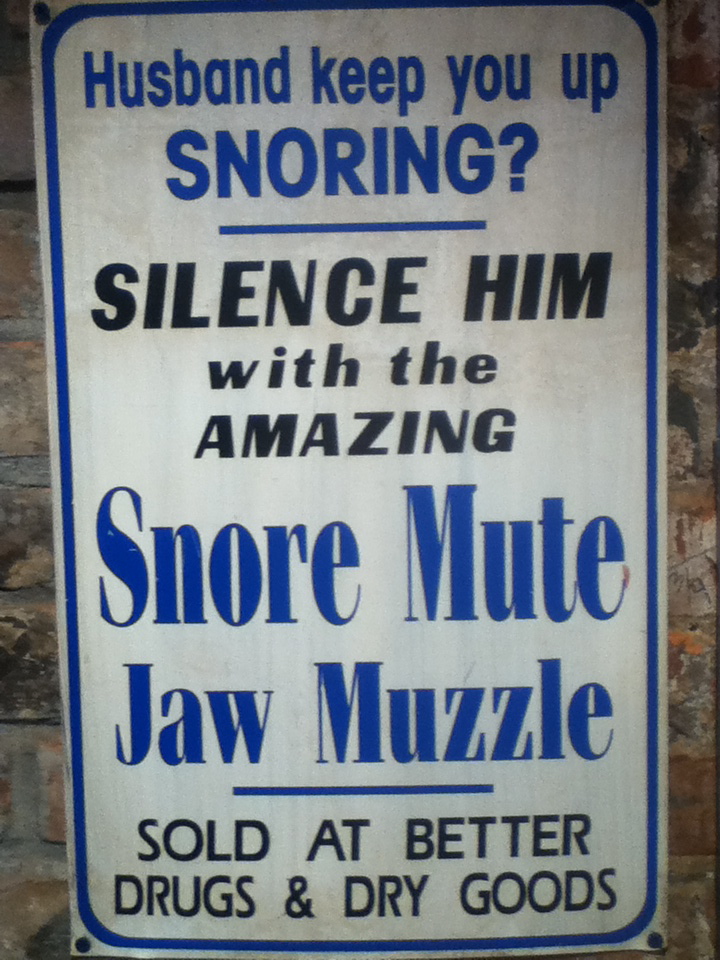 Husband keep you up
SNORING?
SILENCE HIM
with the
AMAZING
Snore Mute
Jaw Muzzle
SOLD AT BETTER
DRUGS & DRY GOODS